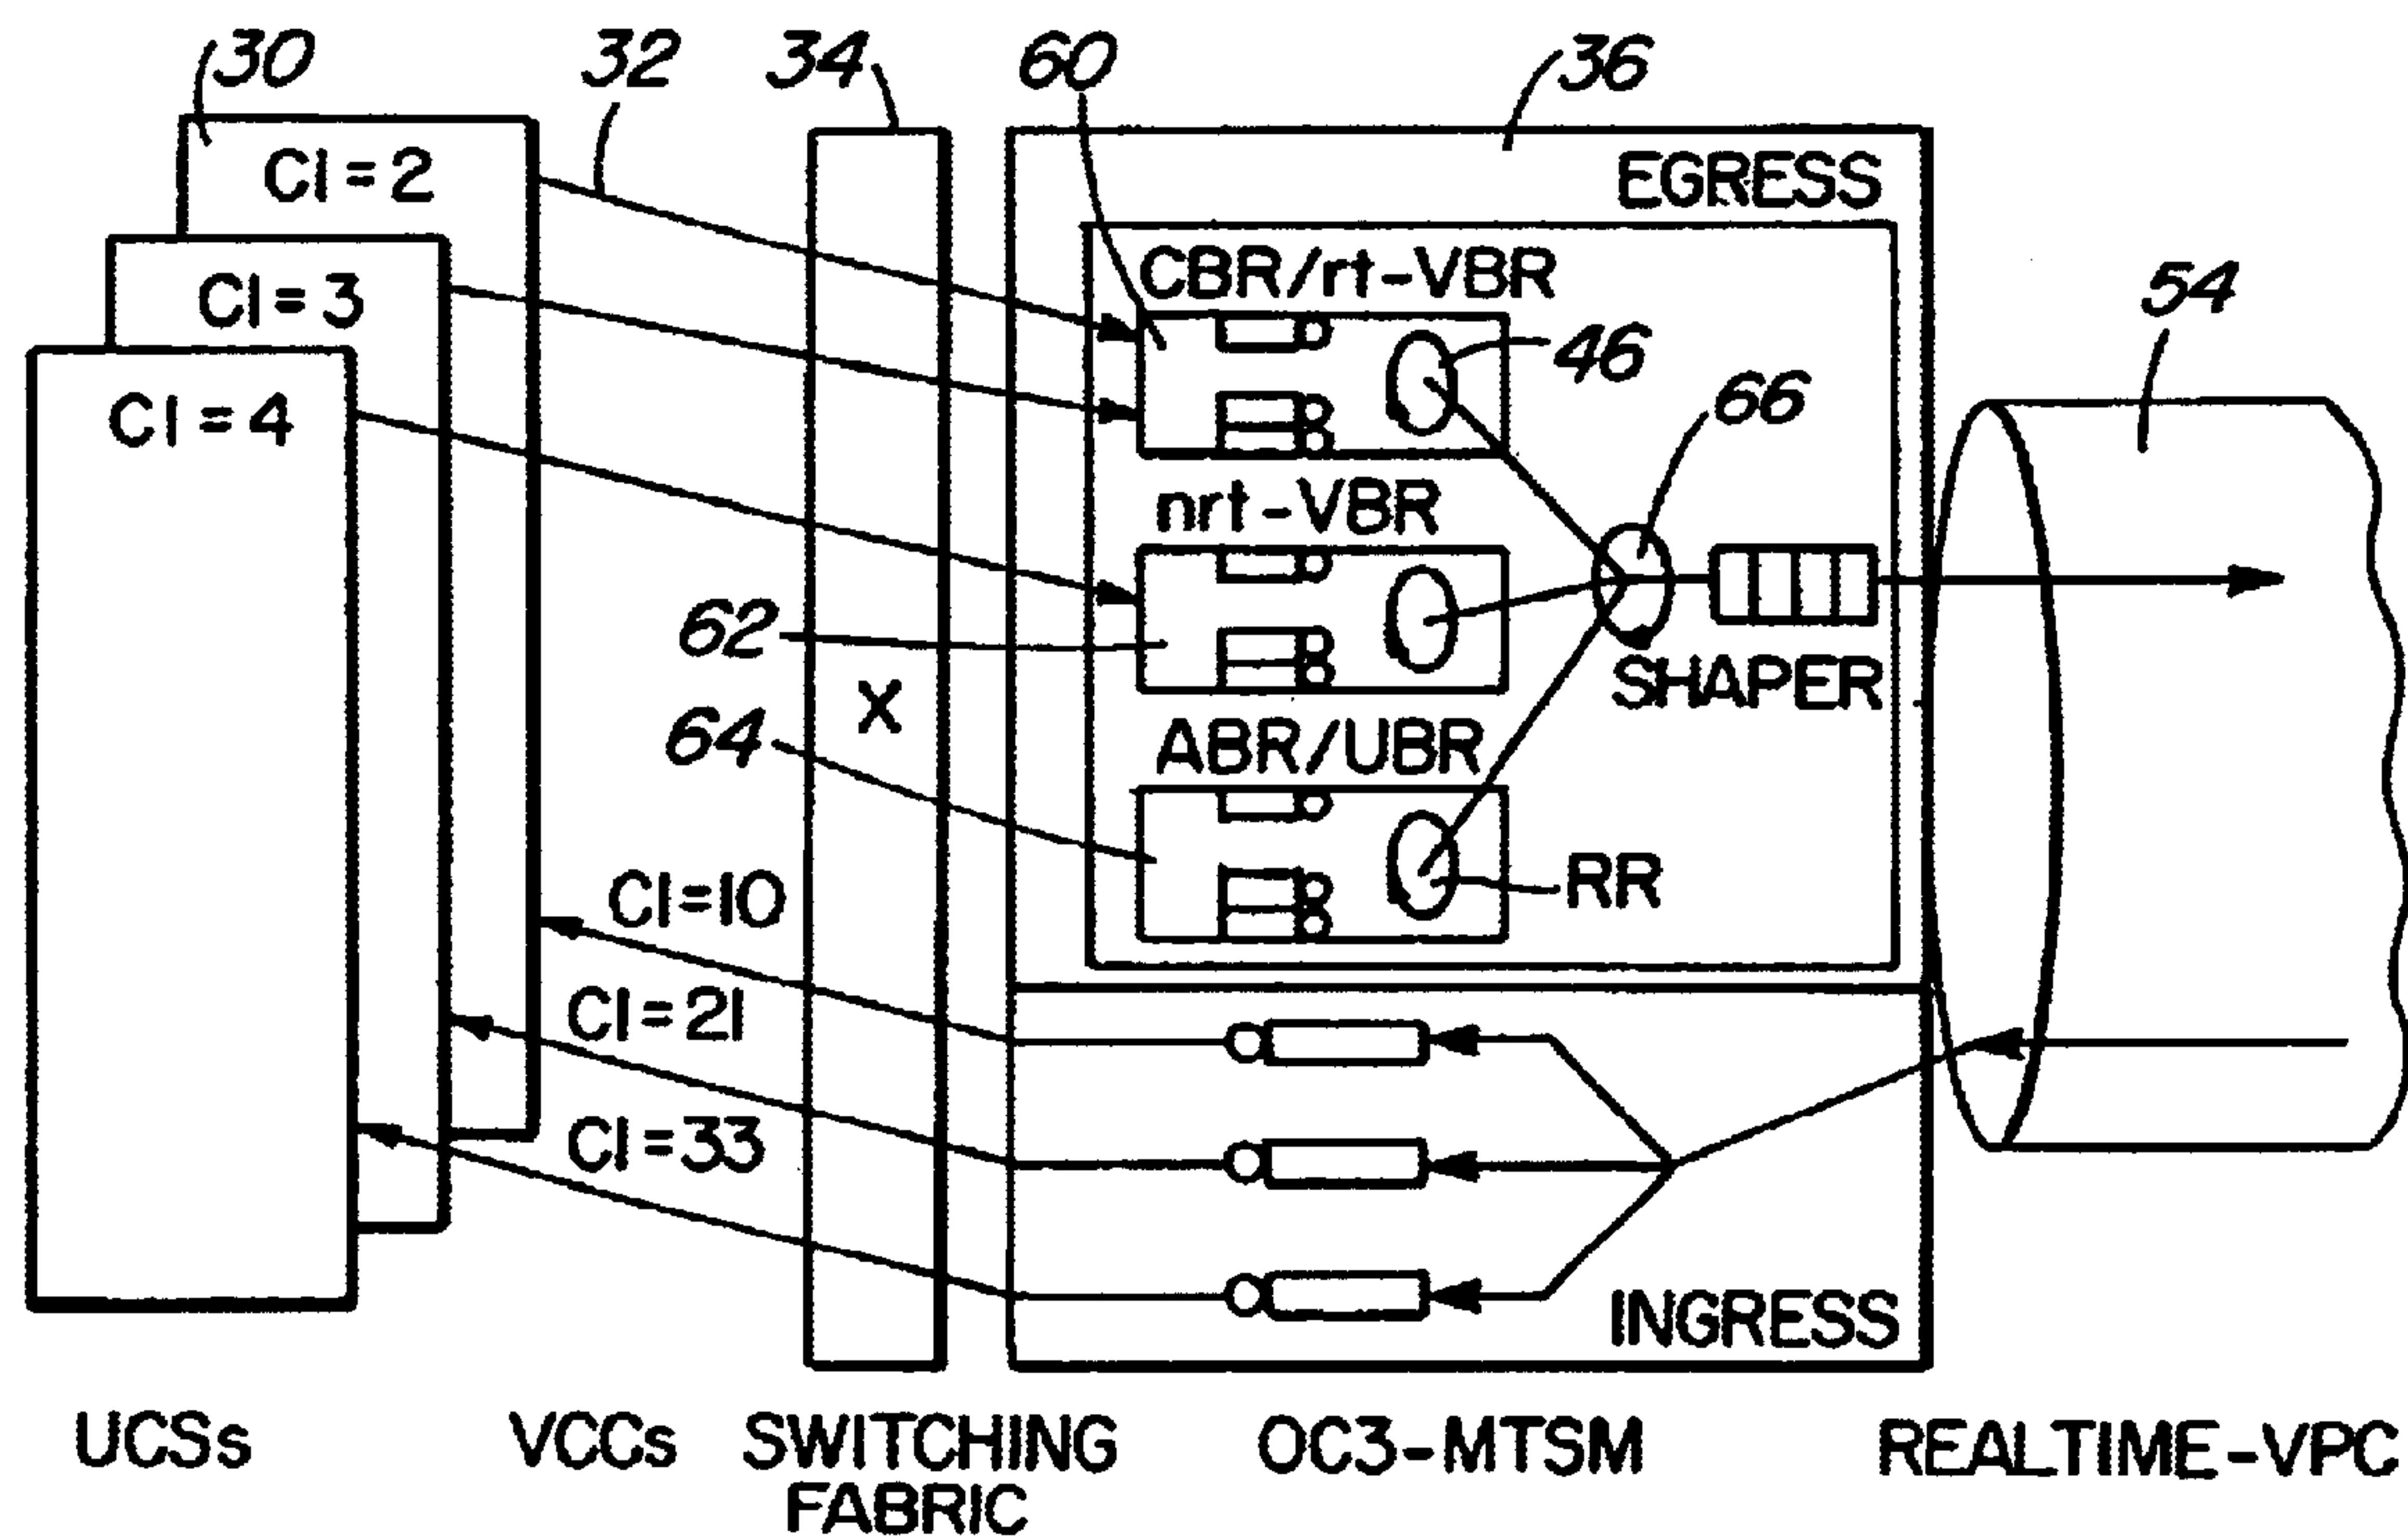 30
32
34
60
36
CI=2
EGRESS
CI=3
CBR/rt-VBR
54
CI=4
46
66
nrt-VBR
62
X
SHAPER
64
ABR/UBR
CI=10
RR
CI=21
CI=33
INGRESS
UCSs
VCCs
SWITCHING
FABRIC
OC3-MTSM
REALTIME-VPC